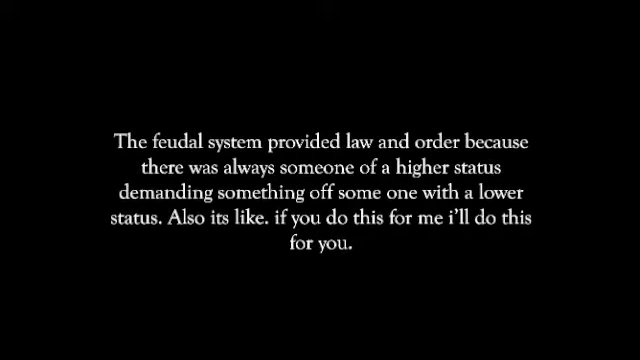 The feudal system provided law and order because
there was always someone of a higher status
demanding something off some one with a lower
status. Also its like. if you do this for me i'll do this
for you.